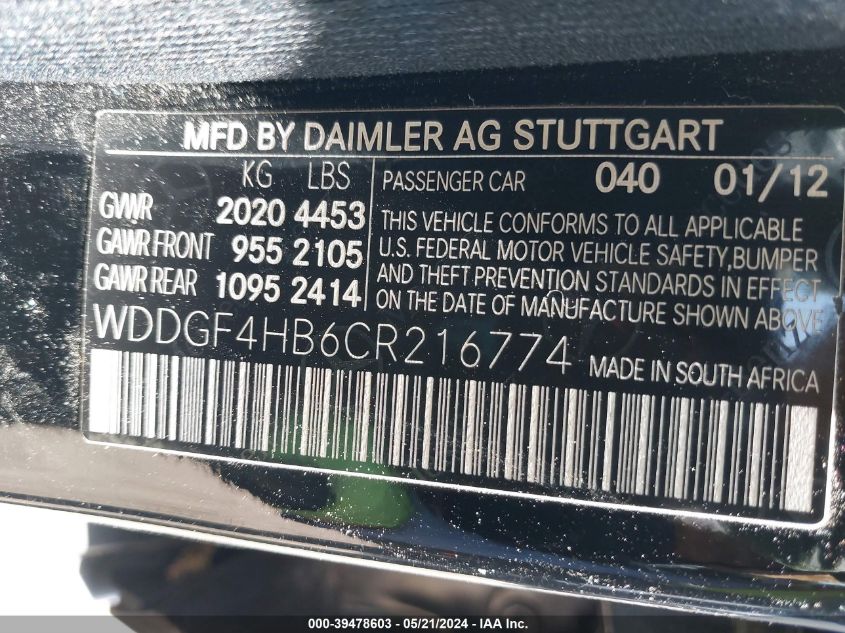 MFD BY DAIMLER AG STUTTGART
KG LBS
GVWR 2020 4453
GAWR FRONT 955 2105
GAWR REAR 1095 2414
PASSENGER CAR 040 01/12
THIS VEHICLE CONFORMS TO ALL APPLICABLE
U.S. FEDERAL MOTOR VEHICLE SAFETY,BUMPER
AND THEFT PREVENTION STANDARDS IN EFFECT
ON THE DATE OF MANUFACTURE SHOWN ABOVE
WDDGF4HB6CR216774 MADE IN SOUTH AFRICA
000-39478603 - 05/21/2024 - IAA Inc.